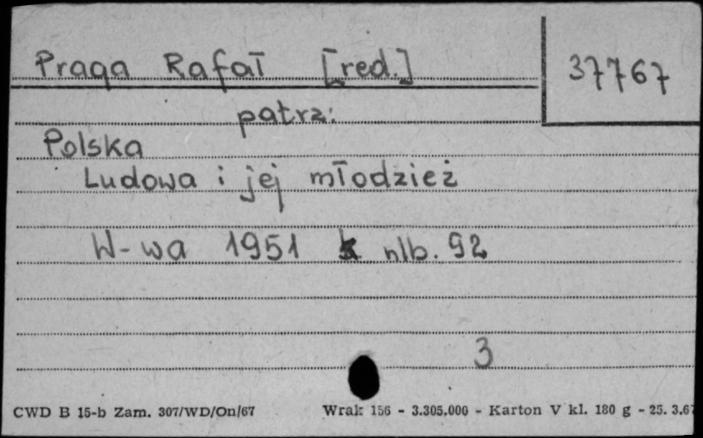 Praga Rafał [red.]
37767
patrz:
Polska
Ludowa i jej młodzież
W-wa 1951 k nlb. 92
3
CWD B 15-b Zam. 307/WD/On/67 Wrak 156 - 3.305.000 - Karton V kl. 180 g - 25. 3.67